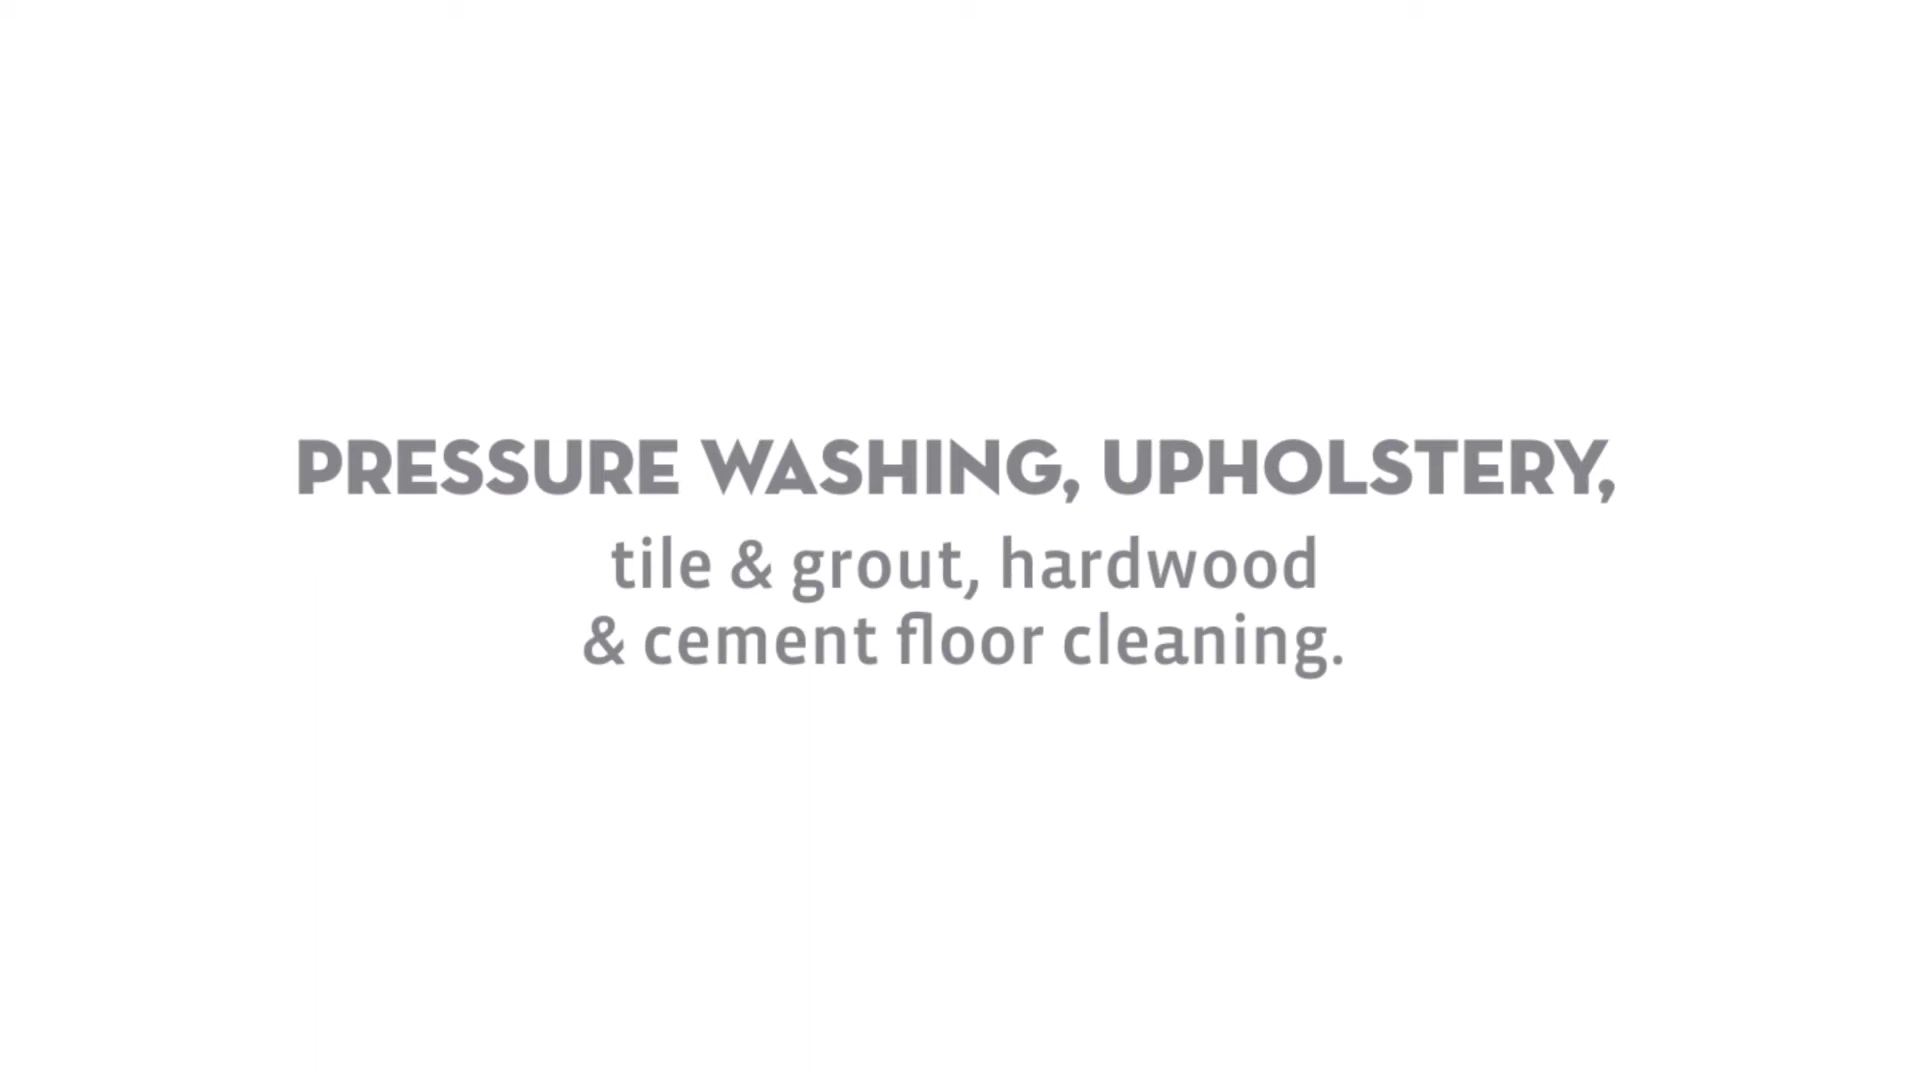 PRESSURE WASHING, UPHOLSTERY,
tile & grout, hardwood
& cement floor cleaning.